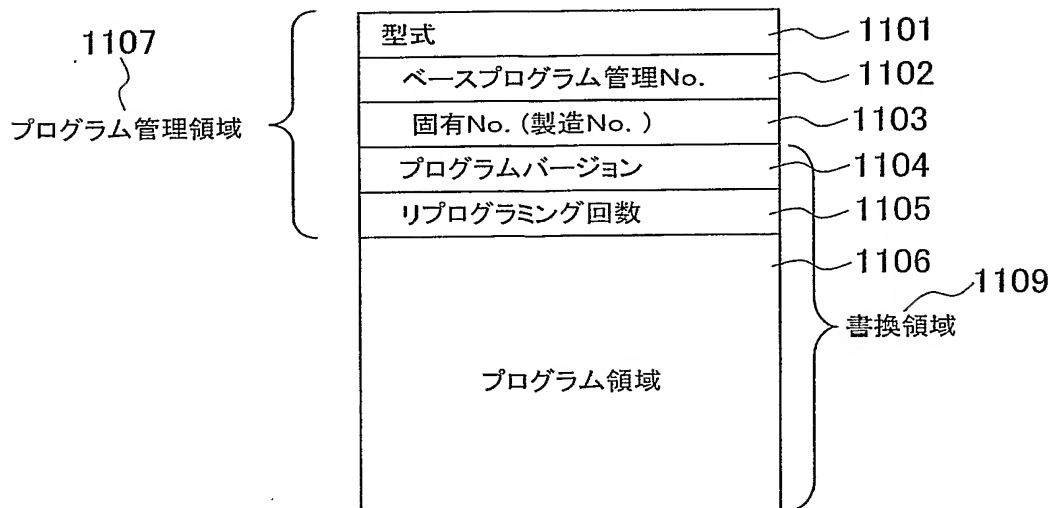 型式
1101
1107
ベースプログラム管理No.
1102
プログラム管理領域
固有No.(製造No.)
1103
プログラムバージョン
1104
リプログラミング回数
1105
1106
1109
書換領域
プログラム領域